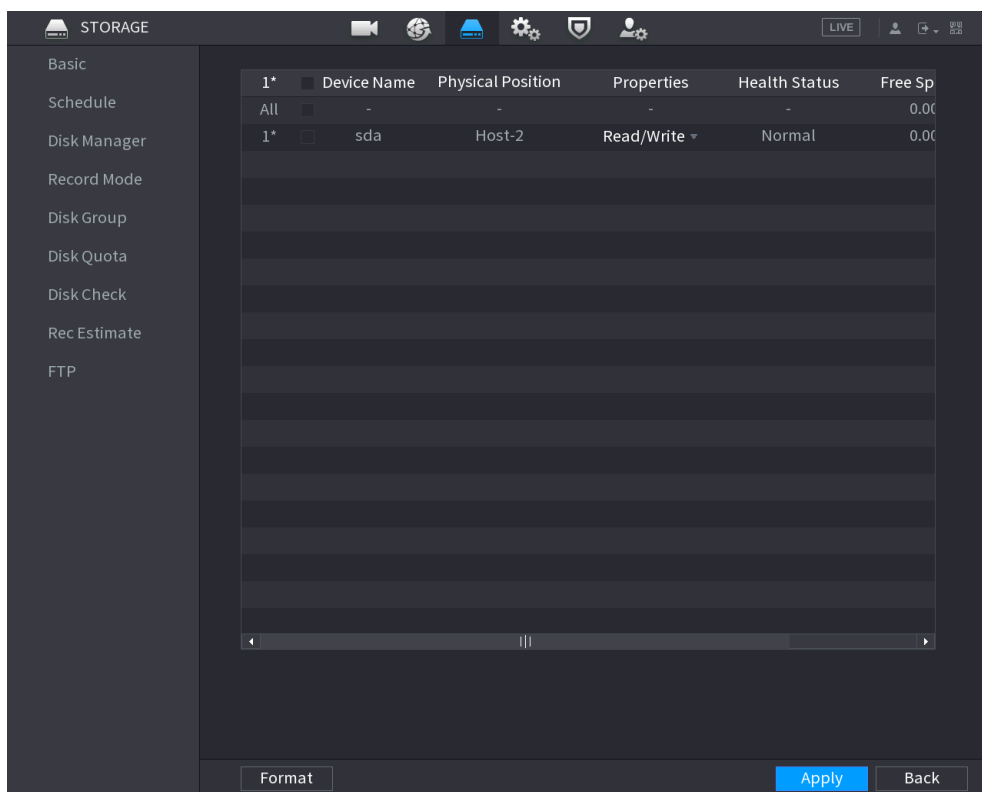 STORAGE
LIVE
Basic
Schedule
Disk Manager
Record Mode
Disk Group
Disk Quota
Disk Check
Rec Estimate
FTP
1* Device Name Physical Position Properties Health Status Free Sp
All - - - - 0.00
1* sda Host-2 Read/Write Normal 0.00
Format Apply Back